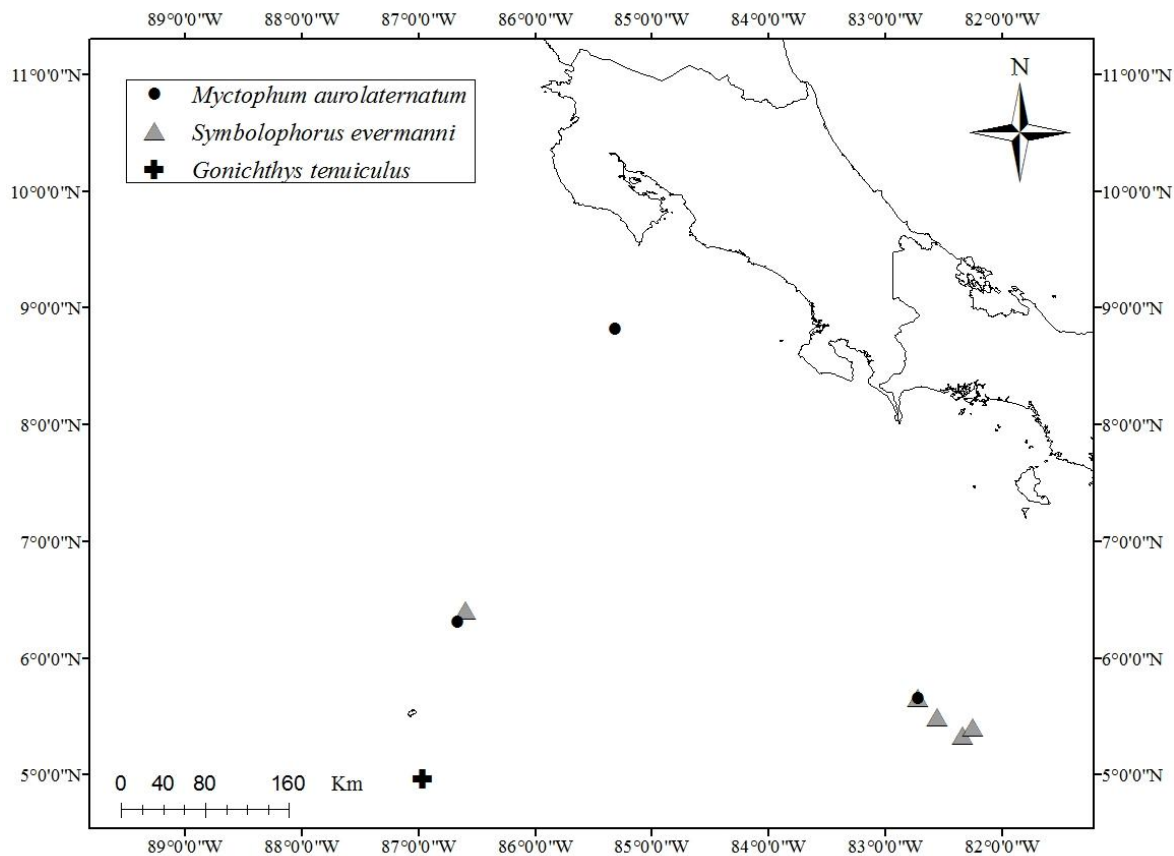 89°0'0"W 88°0'0"W 87°0'0"W 86°0'0"W 85°0'0"W 84°0'0"W 83°0'0"W 82°0'0"W
11°0'0"N 11°0'0"N
Myctophum aurolaternatum
Symbolophorus evermanni
Gonichthys tenuiculus
N
10°0'0"N 10°0'0"N
9°0'0"N 9°0'0"N
8°0'0"N 8°0'0"N
7°0'0"N 7°0'0"N
6°0'0"N 6°0'0"N
5°0'0"N 5°0'0"N
0 40 80 160 Km
89°0'0"W 88°0'0"W 87°0'0"W 86°0'0"W 85°0'0"W 84°0'0"W 83°0'0"W 82°0'0"W